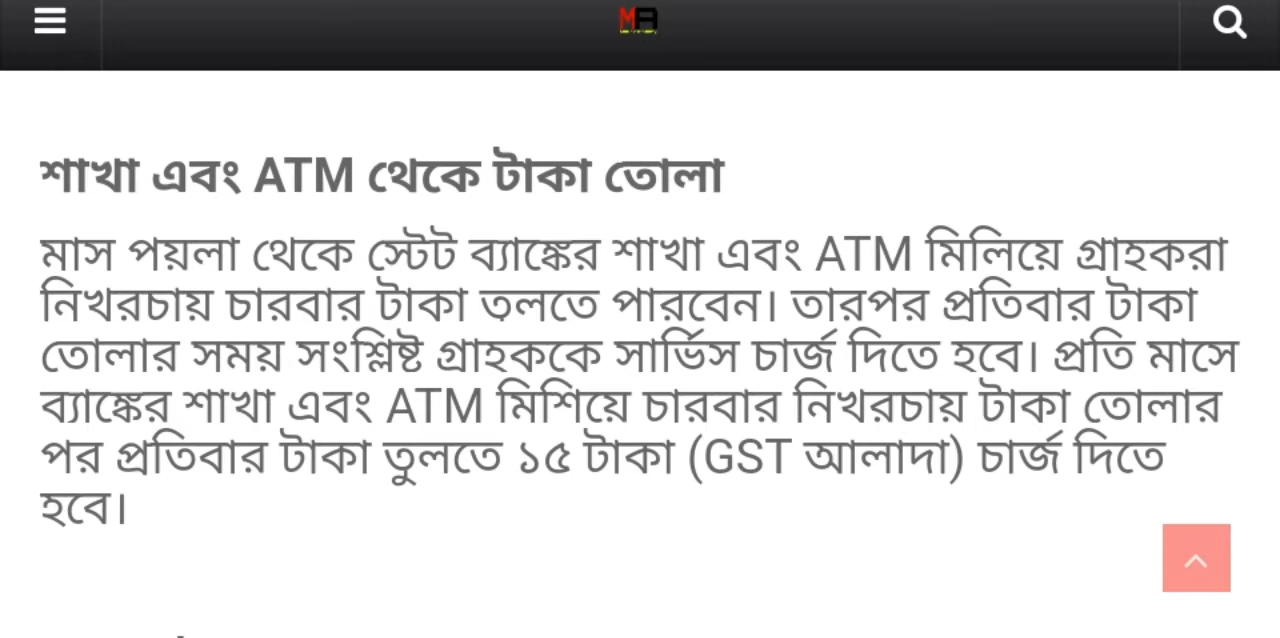 MA
শাখা এবং ATM থেকে টাকা তোলা
মাস পয়লা থেকে স্টেট ব্যাঙ্কের শাখা এবং ATM মিলিয়ে গ্রাহকরা
নিখরচায় চারবার টাকা তুলতে পারবেন। তারপর প্রতিবার টাকা
তোলার সময় সংশ্লিষ্ট গ্রাহককে সার্ভিস চার্জ দিতে হবে। প্রতি মাসে
ব্যাঙ্কের শাখা এবং ATM মিশিয়ে চারবার নিখরচায় টাকা তোলার
পর প্রতিবার টাকা তুলতে ১৫ টাকা (GST আলাদা) চার্জ দিতে
হবে।